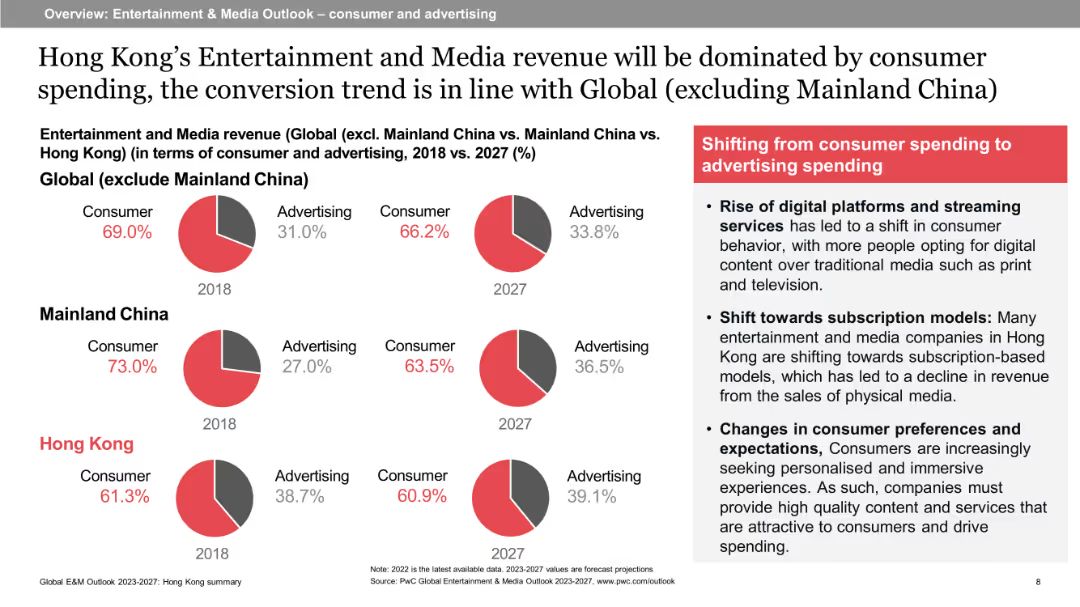 Overview: Entertainment & Media Outlook – consumer and advertising
Hong Kong's Entertainment and Media revenue will be dominated by consumer
spending, the conversion trend is in line with Global (excluding Mainland China)
Entertainment and Media revenue (Global (excl. Mainland China vs. Mainland China vs.
Hong Kong) (in terms of consumer and advertising, 2018 vs. 2027 (%)
Global (exclude Mainland China)
Consumer
69.0%
Advertising
31.0%
2018
Consumer
66.2%
Advertising
33.8%
2027
Mainland China
Consumer
73.0%
Advertising
27.0%
2018
Consumer
63.5%
Advertising
36.5%
2027
Hong Kong
Consumer
61.3%
Advertising
38.7%
2018
Consumer
60.9%
Advertising
39.1%
2027
Shifting from consumer spending to
advertising spending
• Rise of digital platforms and streaming
services has led to a shift in consumer
behavior, with more people opting for digital
content over traditional media such as print
and television.
• Shift towards subscription models: Many
entertainment and media companies in Hong
Kong are shifting towards subscription-based
models, which has led to a decline in revenue
from the sales of physical media.
• Changes in consumer preferences and
expectations, Consumers are increasingly
seeking personalised and immersive
experiences. As such, companies must
provide high quality content and services that
are attractive to consumers and drive
spending.
Note: 2022 is the latest available data. 2023-2027 values are forecast projections
Global E&M Outlook 2023-2027: Hong Kong summary
Source: PwC Global Entertainment & Media Outlook 2023-2027, www.pwc.com/outlook
8